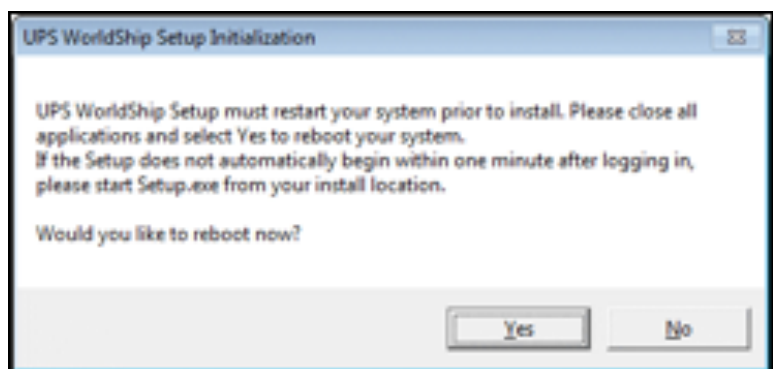 UPS WorldShip Setup Initialization
UPS WorldShip Setup must restart your system prior to install. Please close all
applications and select Yes to reboot your system.
If the Setup does not automatically begin within one minute after logging in,
please start Setup.exe from your install location.
Would you like to reboot now?
Yes
No